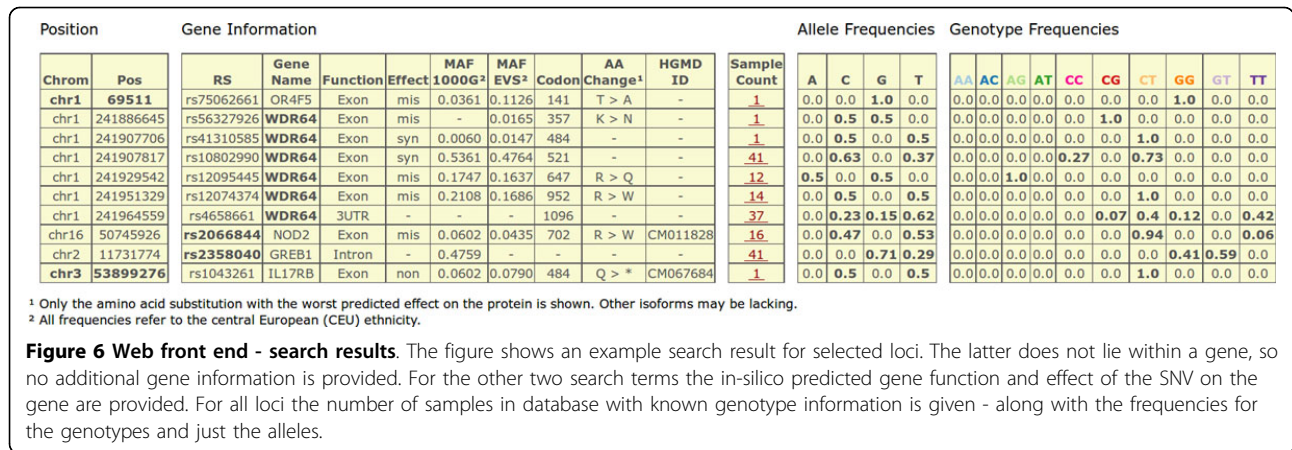 Position Gene Information Allele Frequencies Genotype Frequencies
Chrom Pos RS Gene Name Function Effect MAF 1000G² MAF EVS² Codon AA Change¹ HGMD ID Sample Count A C G T AA AC AG AT CC CG CT GG GT TT
chr1 69511 rs75062661 OR4F5 Exon mis 0.0361 0.1126 141 T > A - 1 0.0 0.0 1.0 0.0 0.0 0.0 0.0 0.0 0.0 0.0 0.0 1.0 0.0 0.0
chr1 241886645 rs56327926 WDR64 Exon mis - 0.0165 357 K > N - 1 0.0 0.5 0.5 0.0 0.0 0.0 0.0 0.0 0.0 1.0 0.0 0.0 0.0 0.0
chr1 241907706 rs41310585 WDR64 Exon syn 0.0060 0.0147 484 - - 1 0.0 0.5 0.0 0.5 0.0 0.0 0.0 0.0 0.0 0.0 1.0 0.0 0.0 0.0
chr1 241907817 rs10802990 WDR64 Exon syn 0.5361 0.4764 521 - - 41 0.0 0.63 0.0 0.37 0.0 0.0 0.0 0.0 0.27 0.0 0.73 0.0 0.0 0.0
chr1 241929542 rs12095445 WDR64 Exon mis 0.1747 0.1637 647 R > Q - 12 0.5 0.0 0.5 0.0 0.0 0.0 1.0 0.0 0.0 0.0 0.0 0.0 0.0 0.0
chr1 241951329 rs12074374 WDR64 Exon mis 0.2108 0.1686 952 R > W - 14 0.0 0.5 0.0 0.5 0.0 0.0 0.0 0.0 0.0 0.0 1.0 0.0 0.0 0.0
chr1 241964559 rs4658661 WDR64 3UTR - - - 1096 - - 37 0.0 0.23 0.15 0.62 0.0 0.0 0.0 0.0 0.0 0.07 0.4 0.12 0.0 0.42
chr16 50745926 rs2066844 NOD2 Exon mis 0.0602 0.0435 702 R > W CM011828 16 0.0 0.47 0.0 0.53 0.0 0.0 0.0 0.0 0.0 0.0 0.94 0.0 0.0 0.06
chr2 11731774 rs2358040 GREB1 Intron - 0.4759 - - - - 41 0.0 0.0 0.71 0.29 0.0 0.0 0.0 0.0 0.0 0.0 0.0 0.41 0.59 0.0
chr3 53899276 rs1043261 IL17RB Exon non 0.0602 0.0790 484 Q > * CM067684 1 0.0 0.5 0.0 0.5 0.0 0.0 0.0 0.0 0.0 0.0 1.0 0.0 0.0 0.0
¹ Only the amino acid substitution with the worst predicted effect on the protein is shown. Other isoforms may be lacking.
² All frequencies refer to the central European (CEU) ethnicity.
Figure 6 Web front end - search results. The figure shows an example search result for selected loci. The latter does not lie within a gene, so
no additional gene information is provided. For the other two search terms the in-silico predicted gene function and effect of the SNV on the
gene are provided. For all loci the number of samples in database with known genotype information is given - along with the frequencies for
the genotypes and just the alleles.